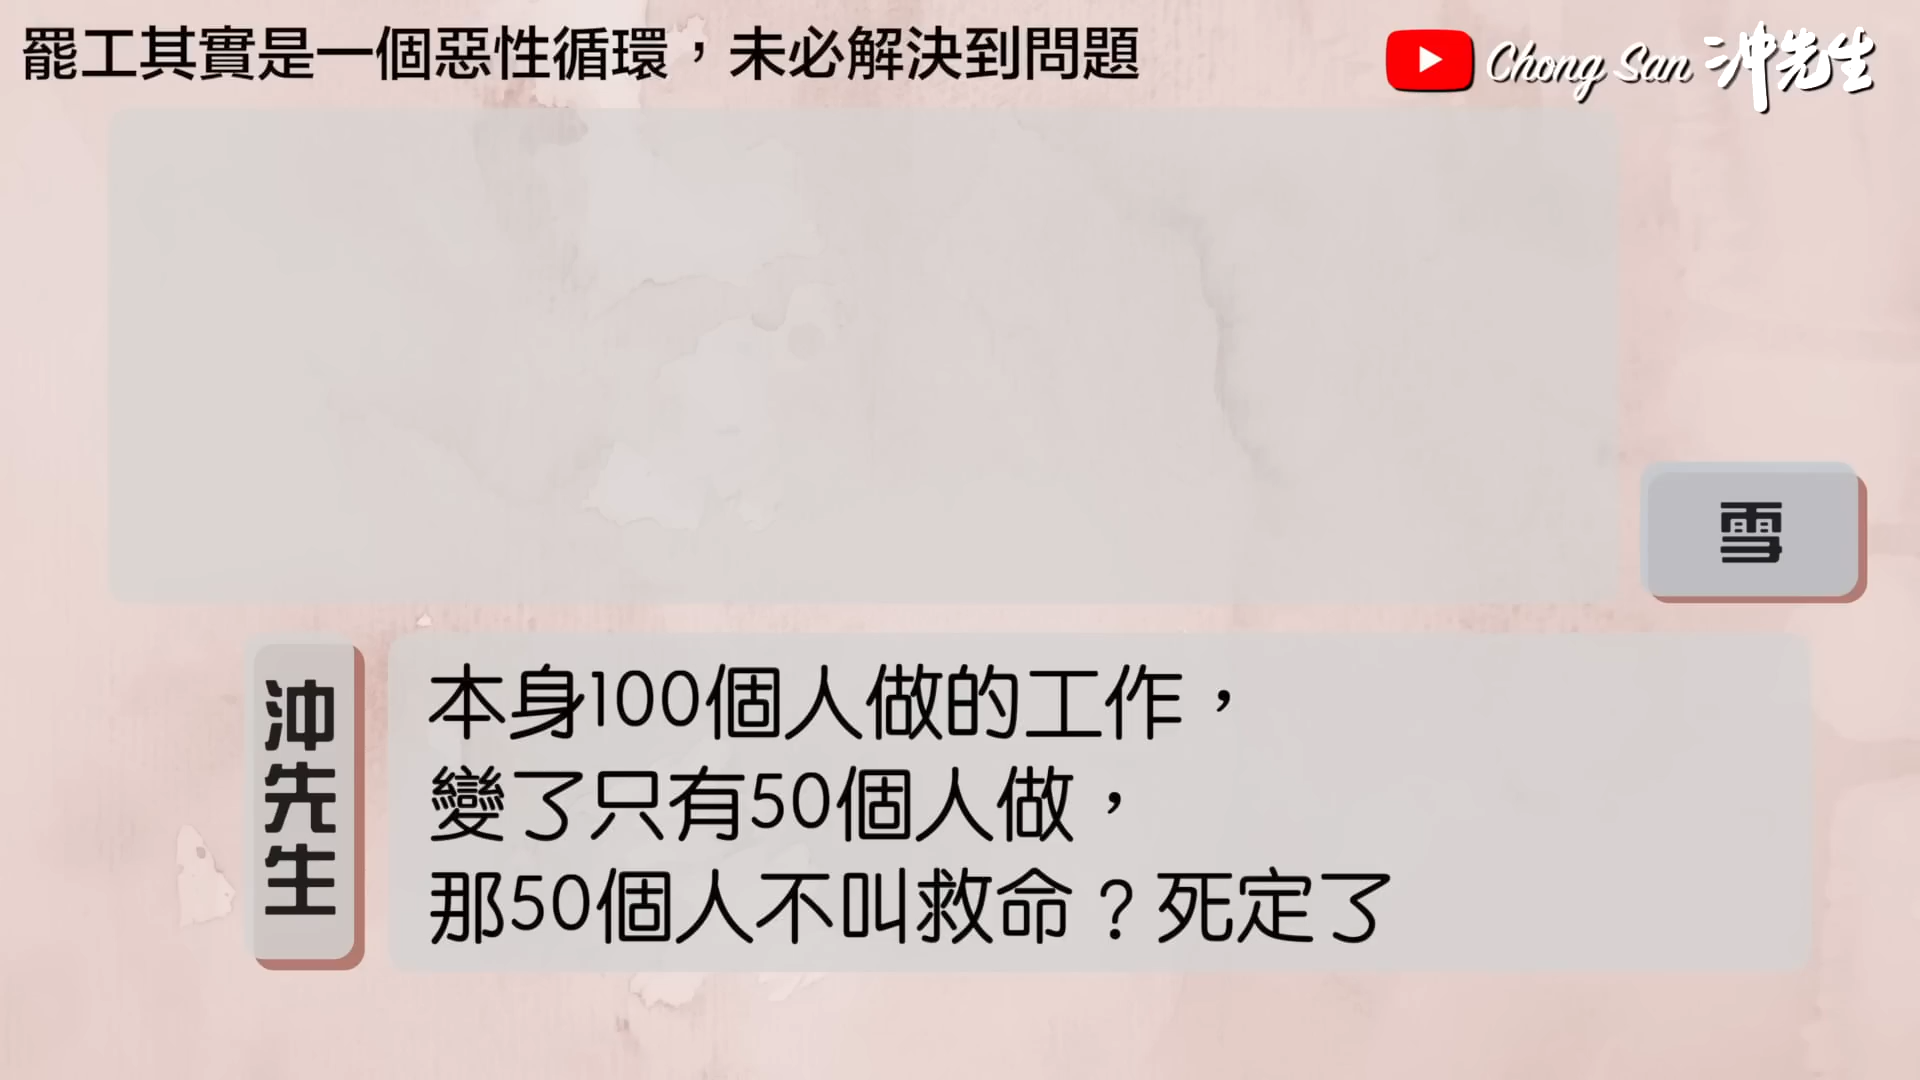 罷工其實是一個惡性循環，未必解決到問題
Chong San 沖先生
雪
沖先生
本身100個人做的工作，
變了只有50個人做，
那50個人不叫救命？死定了